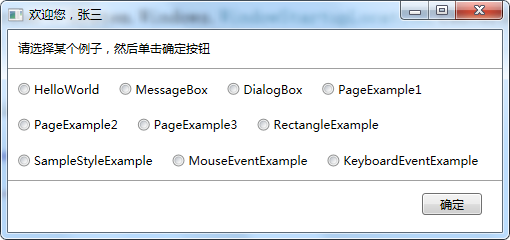 欢迎您，张三
请选择某个例子，然后单击确定按钮
HelloWorld MessageBox DialogBox PageExample1
PageExample2 PageExample3 RectangleExample
SampleStyleExample MouseEventExample KeyboardEventExample
确定